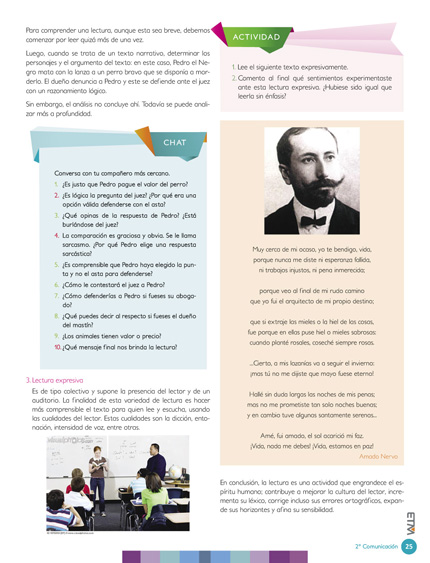 Para comprender una lectura, aunque esta sea breve, debemos
comenzar por leer quizá más de una vez.
Luego, cuando se trata de un texto narrativo, determinar los
personajes y el argumento del texto: en este caso, Pedro el Ne-
gro mata con la lanza a un perro bravo que se disponía a mor-
derlo. El dueño denuncia a Pedro y este se defiende ante el juez
con un razonamiento lógico.
Sin embargo, el análisis no concluye ahí. Todavía se puede anali-
zar más a profundidad.
CHAT
Conversa con tu compañero más cercano.
1. ¿Es justo que Pedro pague el valor del perro?
2. ¿Es lógica la pregunta del juez? ¿Por qué era una
opción válida defenderse con el asta?
3. ¿Qué opinas de la respuesta de Pedro? ¿Está
burlándose del juez?
4. La comparación es graciosa y obvia. Se le llama
sarcasmo. ¿Por qué Pedro elige una respuesta
sarcástica?
5. ¿Es comprensible que Pedro haya elegido la pun-
ta y no el asta para defenderse?
6. ¿Cómo le contestará el juez a Pedro?
7. ¿Cómo defenderías a Pedro si fueses su aboga-
do?
8. ¿Qué puedes decir al respecto si fueses el dueño
del mastín?
9. ¿Los animales tienen valor o precio?
10. ¿Qué mensaje final nos brinda la lectura?
3. Lectura expresiva
Es de tipo colectivo y supone la presencia del lector y de un
auditorio. La finalidad de esta variedad de lectura es hacer
más comprensible el texto para quien lee y escucha, usando
las cualidades del lector. Estas cualidades son la dicción, ento-
nación, intensidad de voz, entre otras.
ACTIVIDAD
1. Lee el siguiente texto expresivamente.
2. Comenta al final qué sentimientos experimentaste
ante esta lectura expresiva. ¿Hubiese sido igual que
leerla sin énfasis?
Muy cerca de mi ocaso, yo te bendigo, vida,
porque nunca me diste ni esperanza fallida,
ni trabajos injustos, ni pena inmerecida;
porque veo al final de mi rudo camino
que yo fui el arquitecto de mi propio destino;
que si extraje las mieles o la hiel de las cosas,
fue porque en ellas puse hiel o mieles sabrosas:
cuando planté rosales, coseché siempre rosas.
...Cierto, a mis lozanías va a seguir el invierno:
¡mas tú no me dijiste que mayo fuese eterno!
Hallé sin duda largas las noches de mis penas;
mas no me prometiste tan solo noches buenas;
y en cambio tuve algunas santamente serenas...
Amé, fui amado, el sol acarició mi faz.
¡Vida, nada me debes! ¡Vida, estamos en paz!
Amado Nervo
En conclusión, la lectura es una actividad que engrandece el es-
píritu humano; contribuye a mejorar la cultura del lector, incre-
menta su léxico, corrige incluso sus errores ortográficos, expan-
de sus horizontes y afina su sensibilidad.
2° Comunicación 25